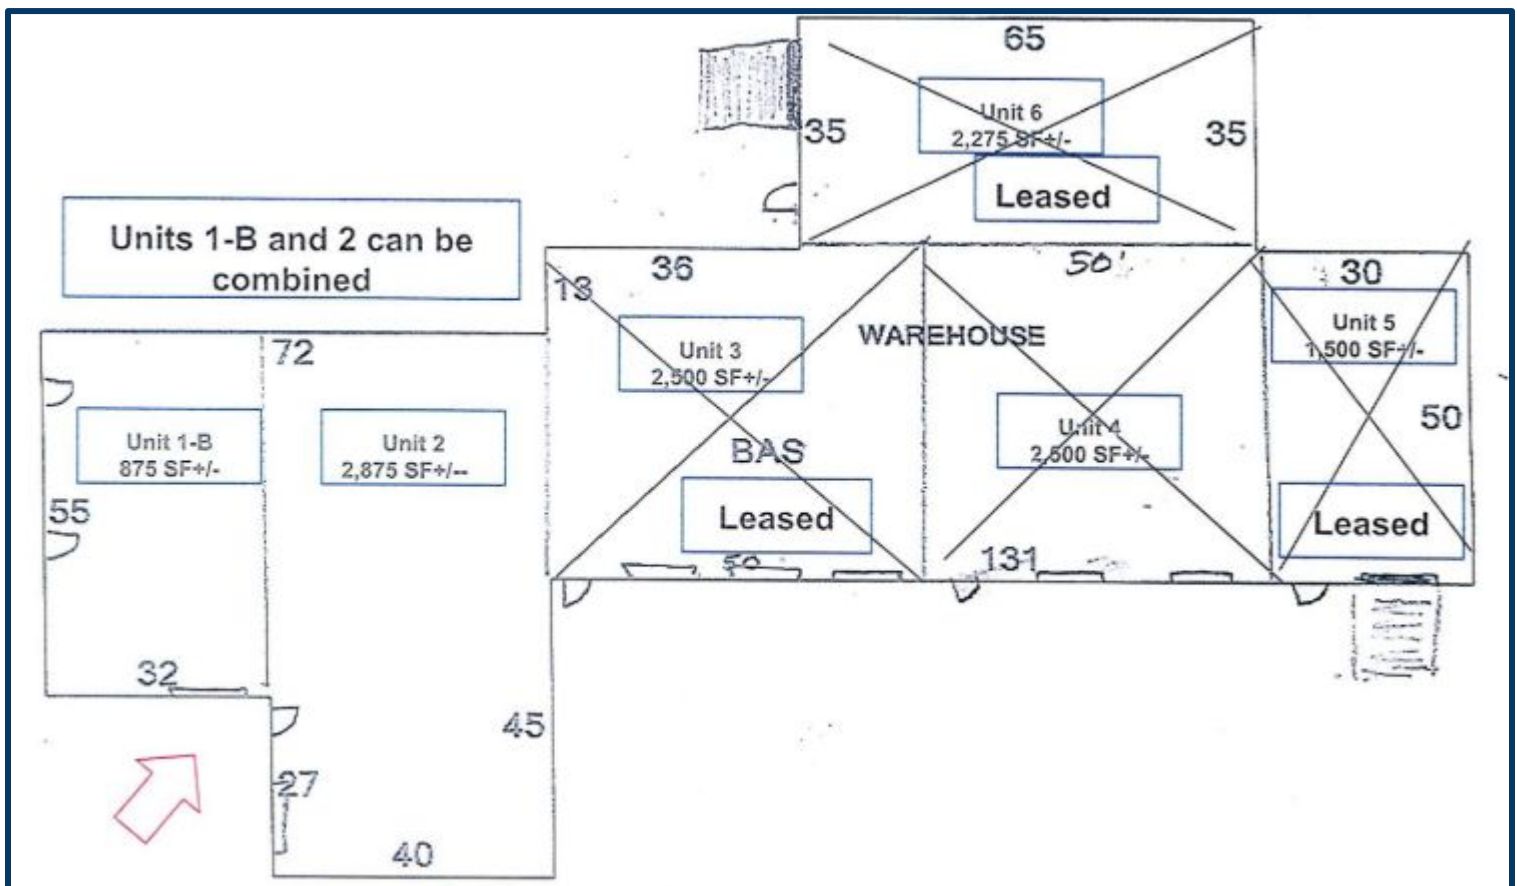 65
Unit 6
2,275 SF+/-
35
35
Leased
Units 1-B and 2 can be
combined
36
50'
30
13
WAREHOUSE
Unit 5
1,500 SF+/-
72
Unit 3
2,500 SF+/-
50
Unit 1-B
875 SF+/-
Unit 2
2,875 SF+/--
Unit 4
2,500 SF+/-
BAS
55
Leased
Leased
50
131
32
45
27
40